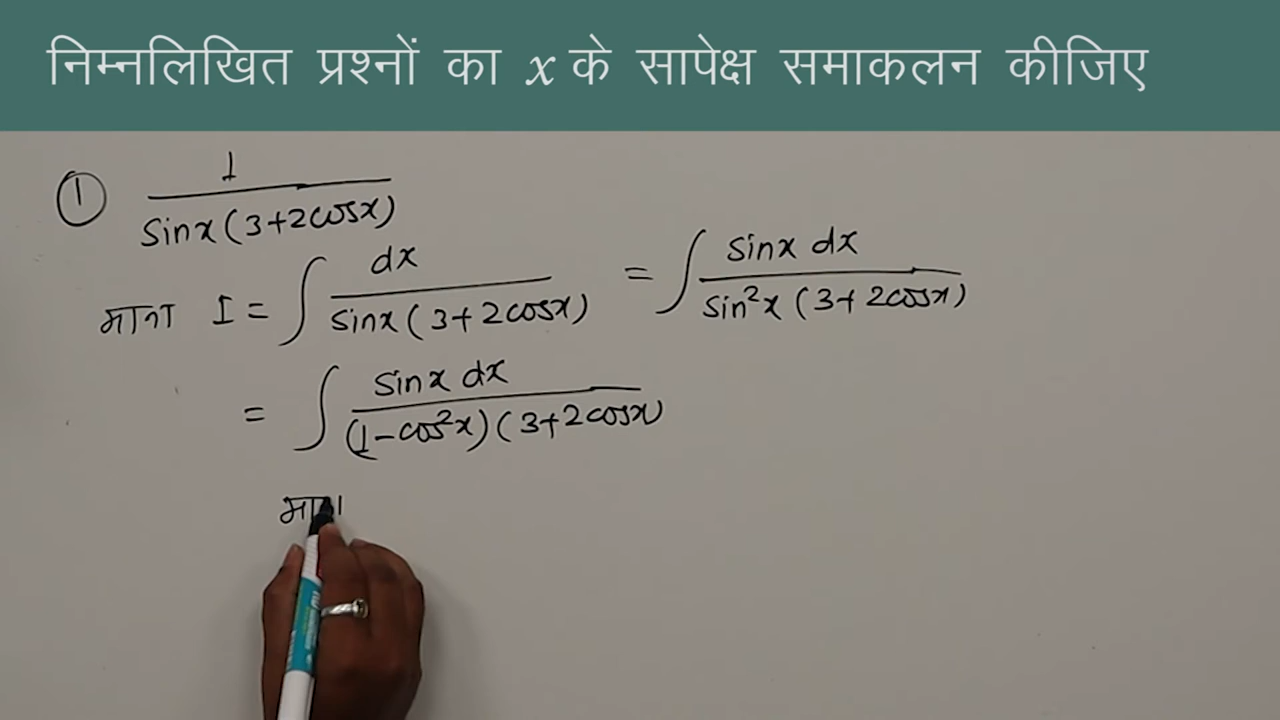 निम्नलिखित प्रश्नों का x के सापेक्ष समाकलन कीजिए
① 1 / sinx (3+2cosx)
माना I = ∫ dx / sinx (3+2cosx) = ∫ sinx dx / sin²x (3+2cosx)
= ∫ sinx dx / (1-cos²x) (3+2cosx)
माना